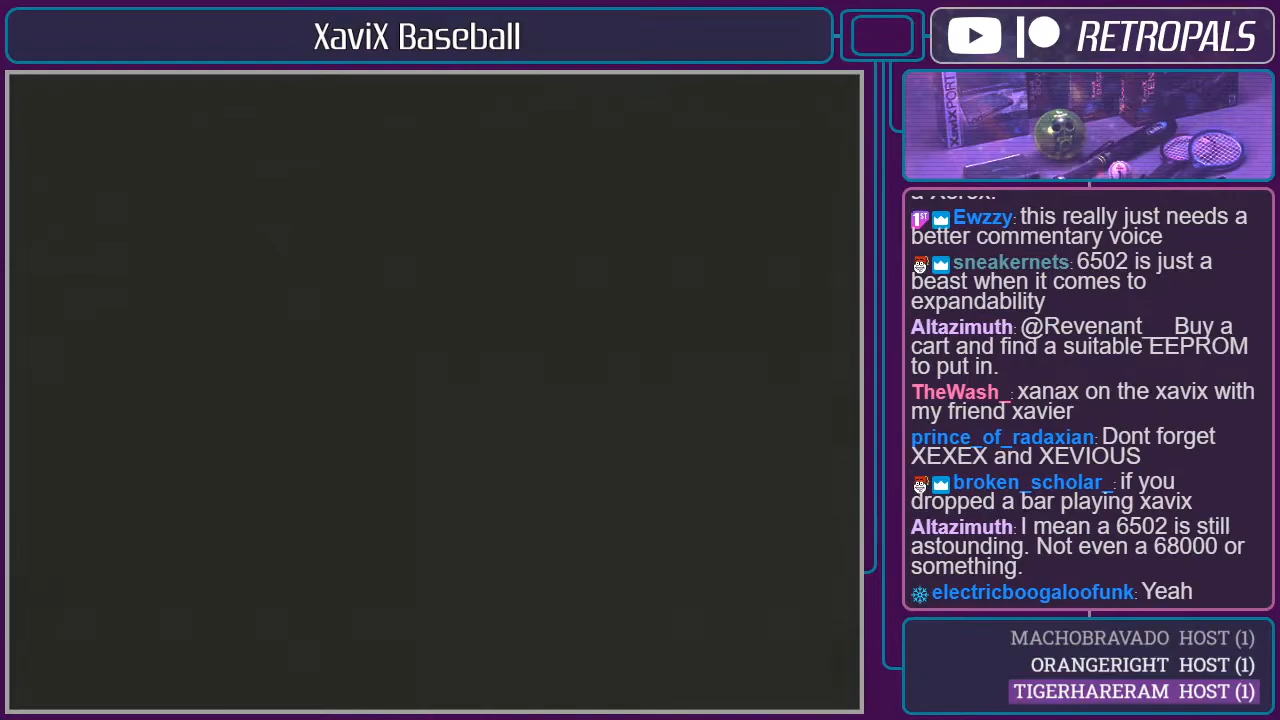 XaviX Baseball
RETROPALS
Ewzzy: this really just needs a
better commentary voice
sneakernets: 6502 is just a
beast when it comes to
expandability
Altazimuth: @Revenant__ Buy a
cart and find a suitable EEPROM
to put in.
TheWash_: xanax on the xavix with
my friend xavier
prince_of_radaxian: Dont forget
XEXEX and XEVIOUS
broken_scholar_: if you
dropped a bar playing xavix
Altazimuth: I mean a 6502 is still
astounding. Not even a 68000 or
something.
electricboogaloofunk: Yeah
MACHOBRAVADO HOST (1)
ORANGERIGHT HOST (1)
TIGERHARERAM HOST (1)